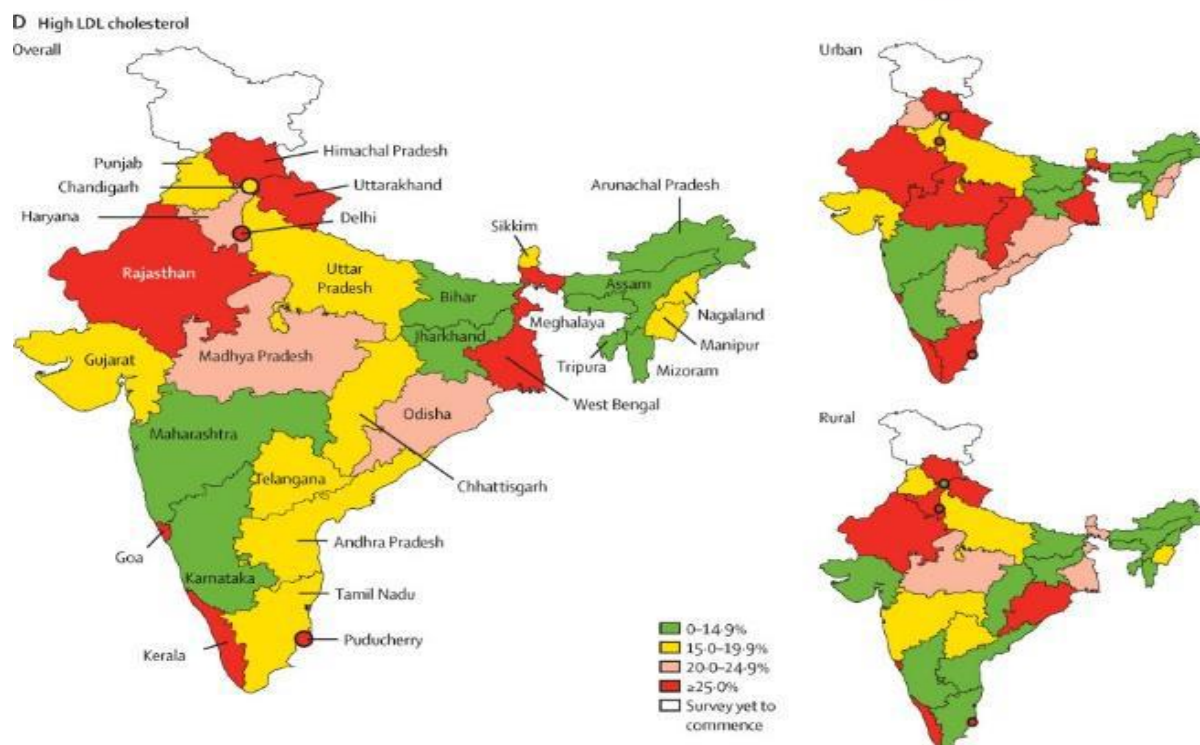 D High LDL cholesterol
Overall
Urban
Himachal Pradesh
Punjab
Chandigarh
Uttarakhand
Arunachal Pradesh
Haryana
Delhi
Sikkim
Rajasthan
Uttar
Pradesh
Bihar
Assam
Nagaland
Meghalaya
Jharkhand
Manipur
Gujarat
Madhya Pradesh
Tripura
Mizoram
West Bengal
Odisha
Rural
Maharashtra
Telangana
Chhattisgarh
Goa
Andhra Pradesh
Karnataka
Tamil Nadu
Puducherry
Kerala
0–14·9%
15·0–19·9%
20·0–24·9%
≥25·0%
Survey yet to
commence